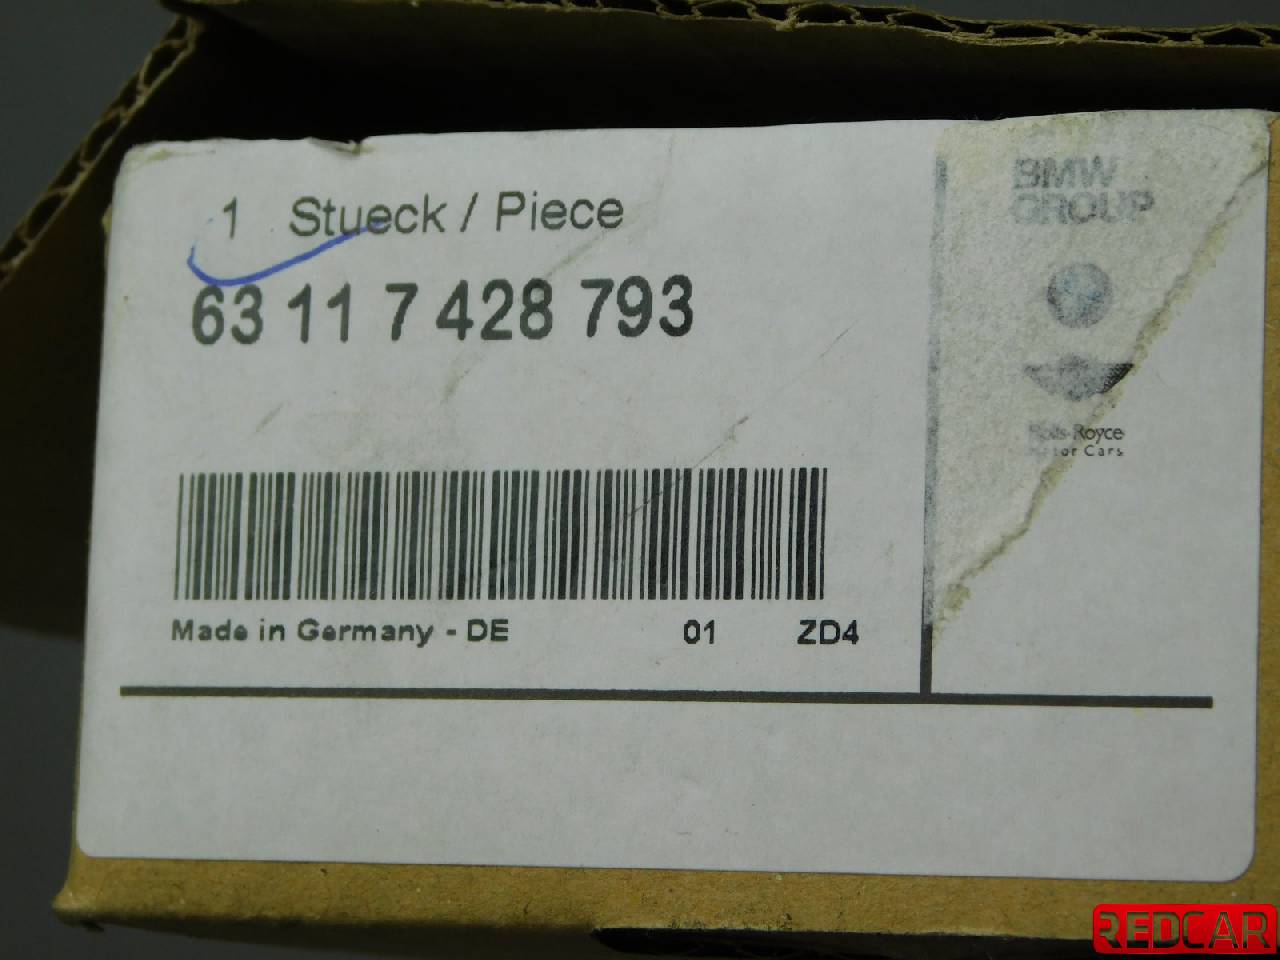 1 Stueck / Piece
63 11 7 428 793
Made in Germany - DE 01 ZD4
BMW
GROUP
Rolls-Royce
Motor Cars
REDCAR